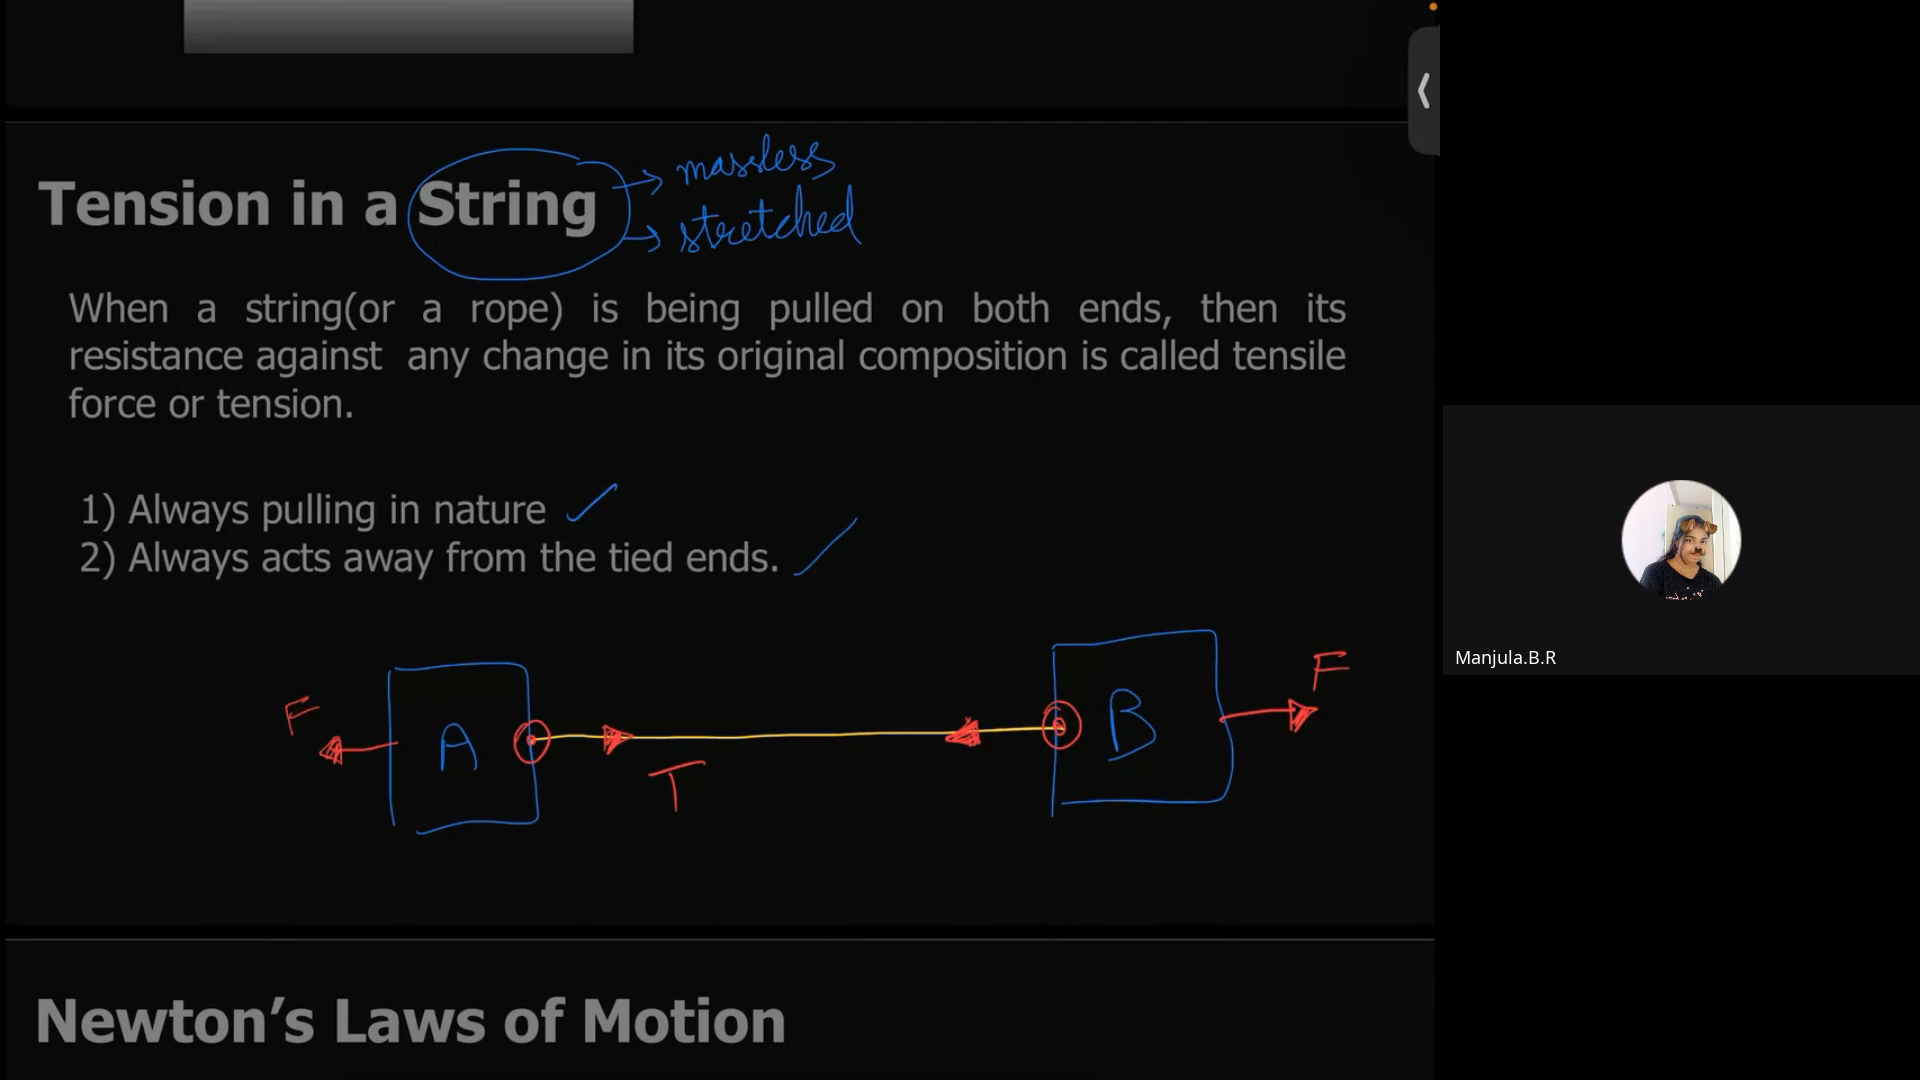 massless
Tension in a String
stretched
When a string(or a rope) is being pulled on both ends, then its
resistance against any change in its original composition is called tensile
force or tension.
1) Always pulling in nature
2) Always acts away from the tied ends.
F
F
A
B
T
Manjula.B.R
Newton’s Laws of Motion